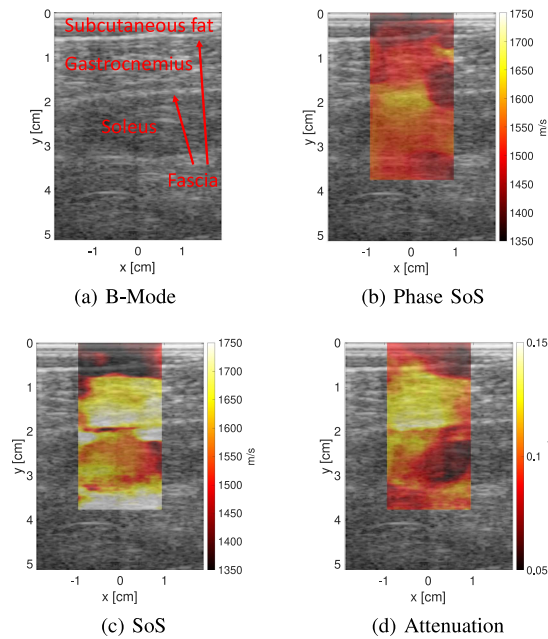 0
Subcutaneous fat
Gastrocnemius
1
2
Soleus
3
Fascia
4
5
y [cm]
-1 0 1
x [cm]
(a) B-Mode
0
1
2
3
4
5
y [cm]
-1 0 1
x [cm]
1750
1700
1650
1600
1550
1500
1450
1400
1350
m/s
(b) Phase SoS
0
1
2
3
4
5
y [cm]
-1 0 1
x [cm]
1750
1700
1650
1600
1550
1500
1450
1400
1350
m/s
(c) SoS
0
1
2
3
4
5
y [cm]
-1 0 1
x [cm]
0.15
0.1
0.05
(d) Attenuation